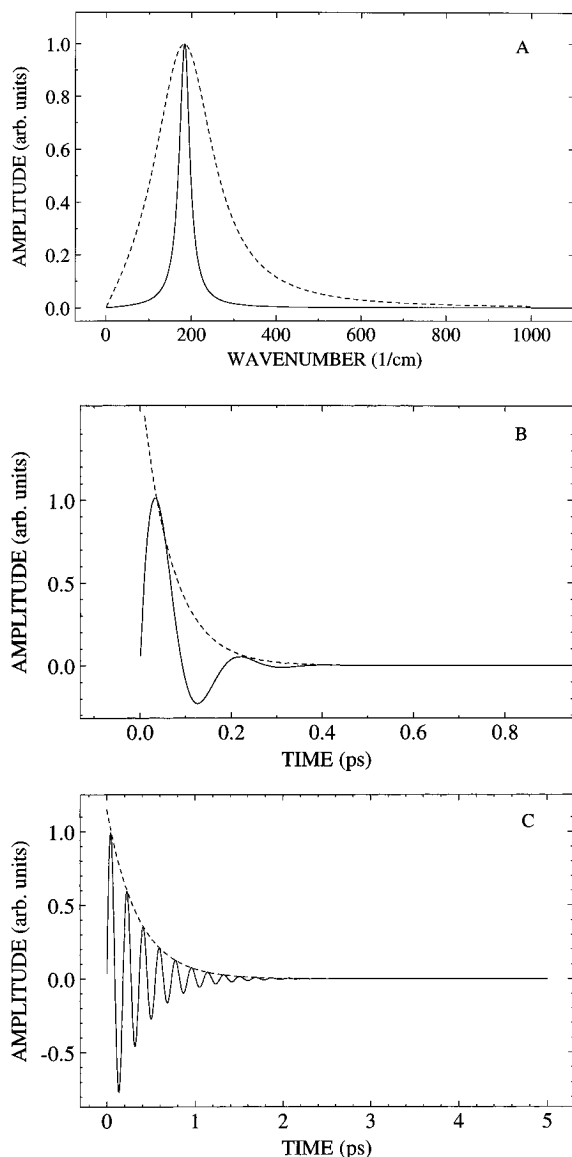 A
AMPLITUDE (arb. units)
1.0
0.8
0.6
0.4
0.2
0.0
0 200 400 600 800 1000
WAVENUMBER (1/cm)
B
AMPLITUDE (arb. units)
1.0
0.5
0.0
0.0 0.2 0.4 0.6 0.8
TIME (ps)
C
AMPLITUDE (arb. units)
1.0
0.5
0.0
-0.5
0 1 2 3 4 5
TIME (ps)